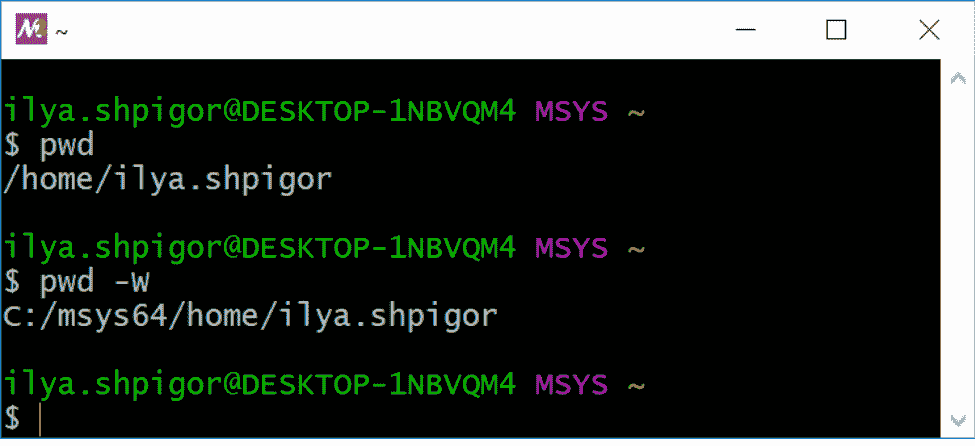 ~
ilya.shpigor@DESKTOP-1NBVQM4 MSYS ~
$ pwd
/home/ilya.shpigor
ilya.shpigor@DESKTOP-1NBVQM4 MSYS ~
$ pwd -W
C:/msys64/home/ilya.shpigor
ilya.shpigor@DESKTOP-1NBVQM4 MSYS ~
$